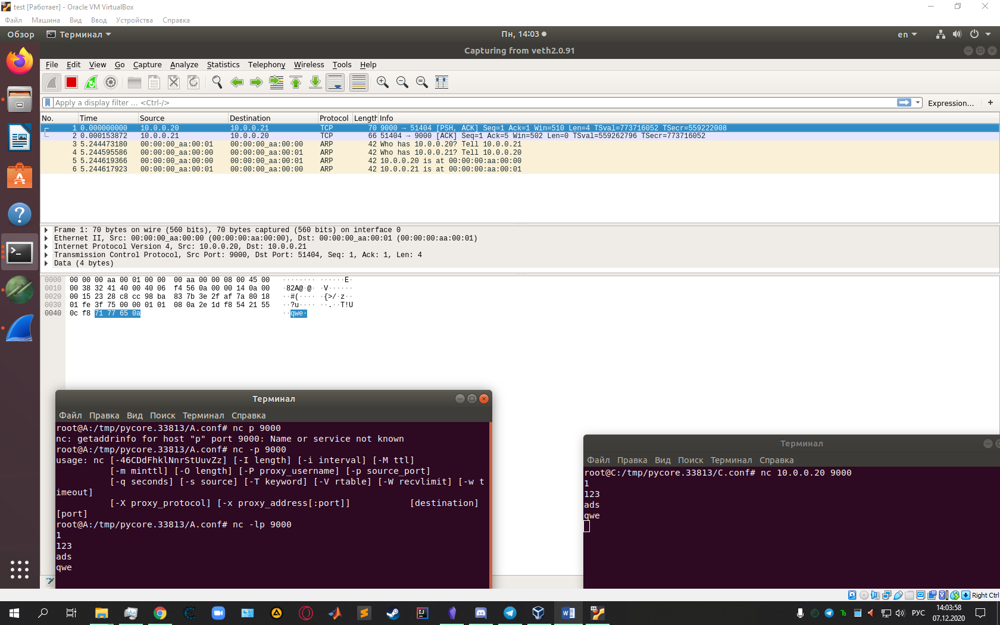 test [Работает] - Oracle VM VirtualBox
Файл Машина Вид Ввод Устройства Справка
Обзор Терминал Пн, 14:03 en
Capturing from veth2.0.91
File Edit View Go Capture Analyze Statistics Telephony Wireless Tools Help
Apply a display filter ... <Ctrl-/> Expression... +
No. Time Source Destination Protocol Length Info
1 0.000000000 10.0.0.20 10.0.0.21 TCP 70 9000 → 51404 [PSH, ACK] Seq=1 Ack=1 Win=510 Len=4 TSval=773716052 TSecr=559222008
2 0.000153872 10.0.0.21 10.0.0.20 TCP 66 51404 → 9000 [ACK] Seq=1 Ack=5 Win=502 Len=0 TSval=559262796 TSecr=773716052
3 5.244473180 00:00:00_aa:00:01 00:00:00_aa:00:00 ARP 42 Who has 10.0.0.20? Tell 10.0.0.21
4 5.244595586 00:00:00_aa:00:00 00:00:00_aa:00:01 ARP 42 Who has 10.0.0.21? Tell 10.0.0.20
5 5.244619366 00:00:00_aa:00:00 00:00:00_aa:00:01 ARP 42 10.0.0.20 is at 00:00:00:aa:00:00
6 5.244617923 00:00:00_aa:00:01 00:00:00_aa:00:00 ARP 42 10.0.0.21 is at 00:00:00:aa:00:01
Frame 1: 70 bytes on wire (560 bits), 70 bytes captured (560 bits) on interface 0
Ethernet II, Src: 00:00:00_aa:00:00 (00:00:00:aa:00:00), Dst: 00:00:00_aa:00:01 (00:00:00:aa:00:01)
Internet Protocol Version 4, Src: 10.0.0.20, Dst: 10.0.0.21
Transmission Control Protocol, Src Port: 9000, Dst Port: 51404, Seq: 1, Ack: 1, Len: 4
Data (4 bytes)
0000 00 00 00 aa 00 01 00 00 00 aa 00 00 08 00 45 00 ········ ······E·
0010 00 38 32 41 40 00 40 06 f4 56 0a 00 00 14 0a 00 ·82A@·@· ·V······
0020 00 15 23 28 c8 cc 98 ba 83 7b 3e 2f af 7a 80 18 ··#(···· ·{>/·z··
0030 01 fe 3f 75 00 00 01 01 08 0a 2e 1d f8 54 21 55 ··?u···· ··.··T!U
0040 0c f8 71 77 65 0a ··qwe·
Терминал
Файл Правка Вид Поиск Терминал Справка
root@A:/tmp/pycore.33813/A.conf# nc p 9000
nc: getaddrinfo for host "p" port 9000: Name or service not known
root@A:/tmp/pycore.33813/A.conf# nc -p 9000
usage: nc [-46CDdFhklNnrStUuvZz] [-I length] [-i interval] [-M ttl]
[-m minttl] [-O length] [-P proxy_username] [-p source_port]
[-q seconds] [-s source] [-T keyword] [-V rtable] [-W recvlimit] [-w t
imeout]
[-X proxy_protocol] [-x proxy_address[:port]] [destination]
[port]
root@A:/tmp/pycore.33813/A.conf# nc -lp 9000
1
123
ads
qwe
Терминал
Файл Правка Вид Поиск Терминал Справка
root@C:/tmp/pycore.33813/C.conf# nc 10.0.0.20 9000
1
123
ads
qwe
Right Ctrl
РУС
14:03:58
07.12.2020